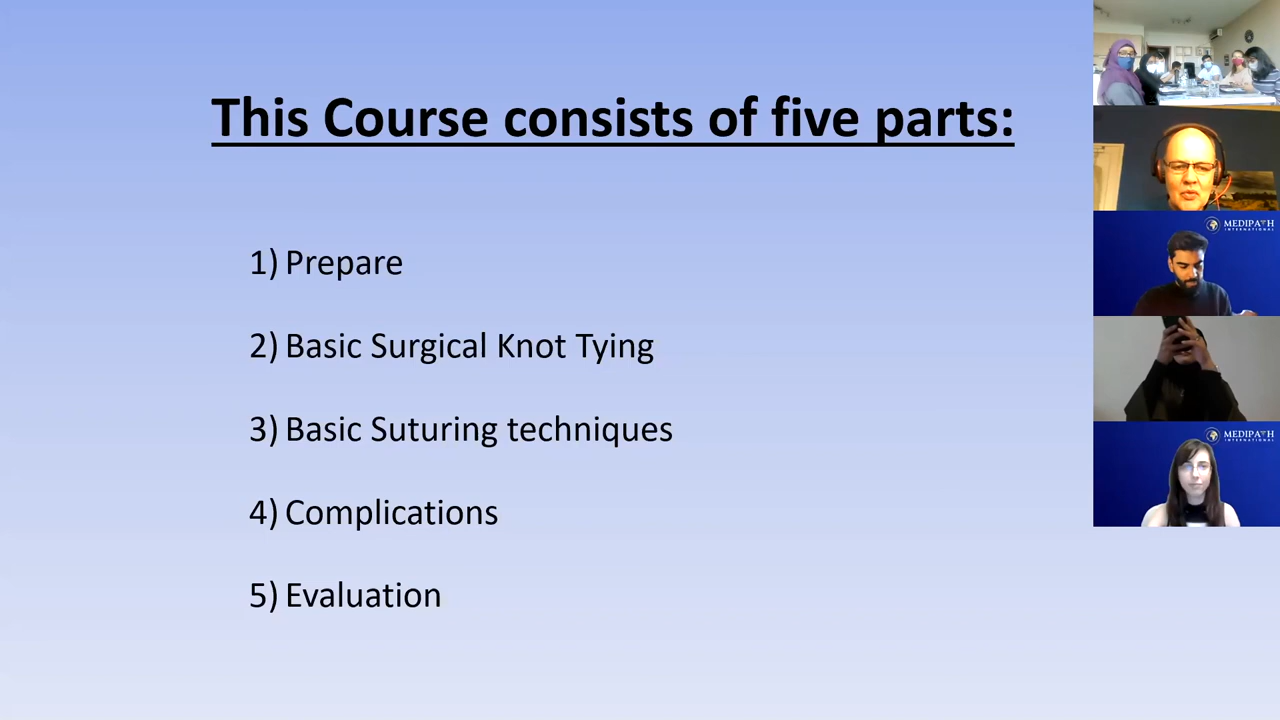 This Course consists of five parts:
1) Prepare
2) Basic Surgical Knot Tying
3) Basic Suturing techniques
4) Complications
5) Evaluation
MEDIPATH
INTERNATIONAL
MEDIPATH
INTERNATIONAL